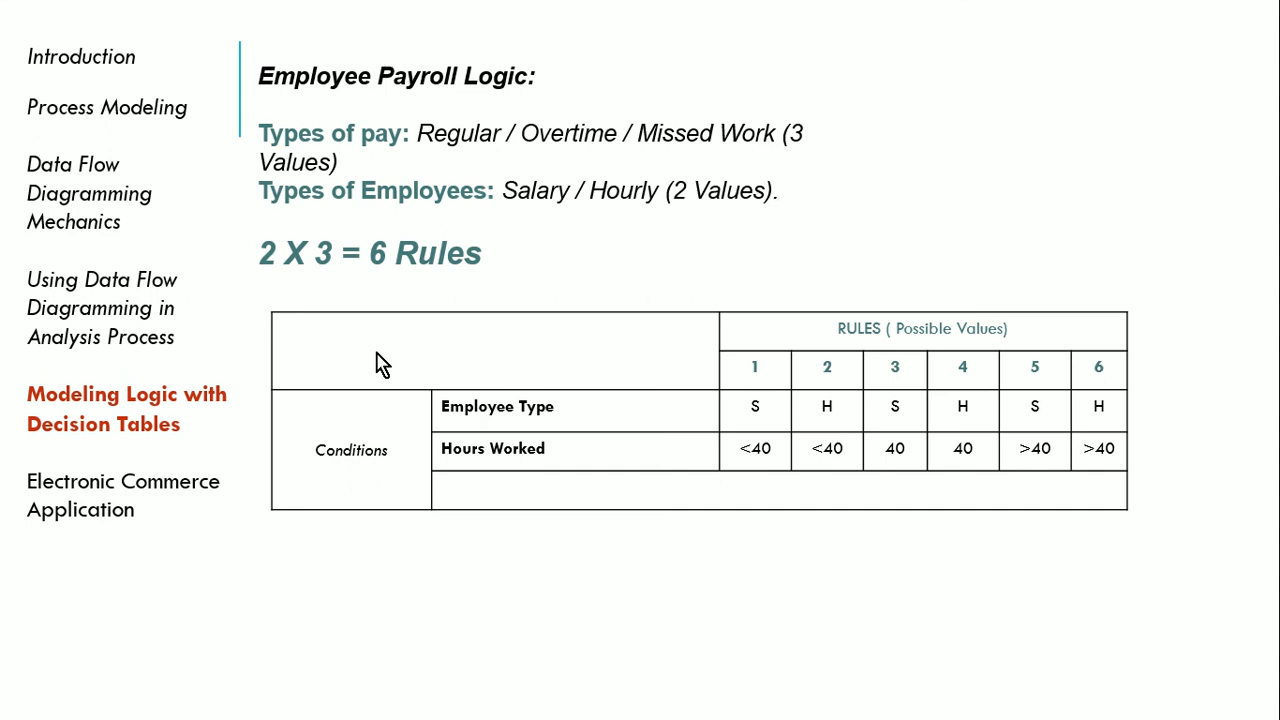 Introduction
Process Modeling
Data Flow
Diagramming
Mechanics
Using Data Flow
Diagramming in
Analysis Process
Modeling Logic with
Decision Tables
Electronic Commerce
Application
Employee Payroll Logic:
Types of pay: Regular / Overtime / Missed Work (3
Values)
Types of Employees: Salary / Hourly (2 Values).
2 X 3 = 6 Rules
RULES ( Possible Values)
1 2 3 4 5 6
Employee Type S H S H S H
Conditions
Hours Worked <40 <40 40 40 >40 >40